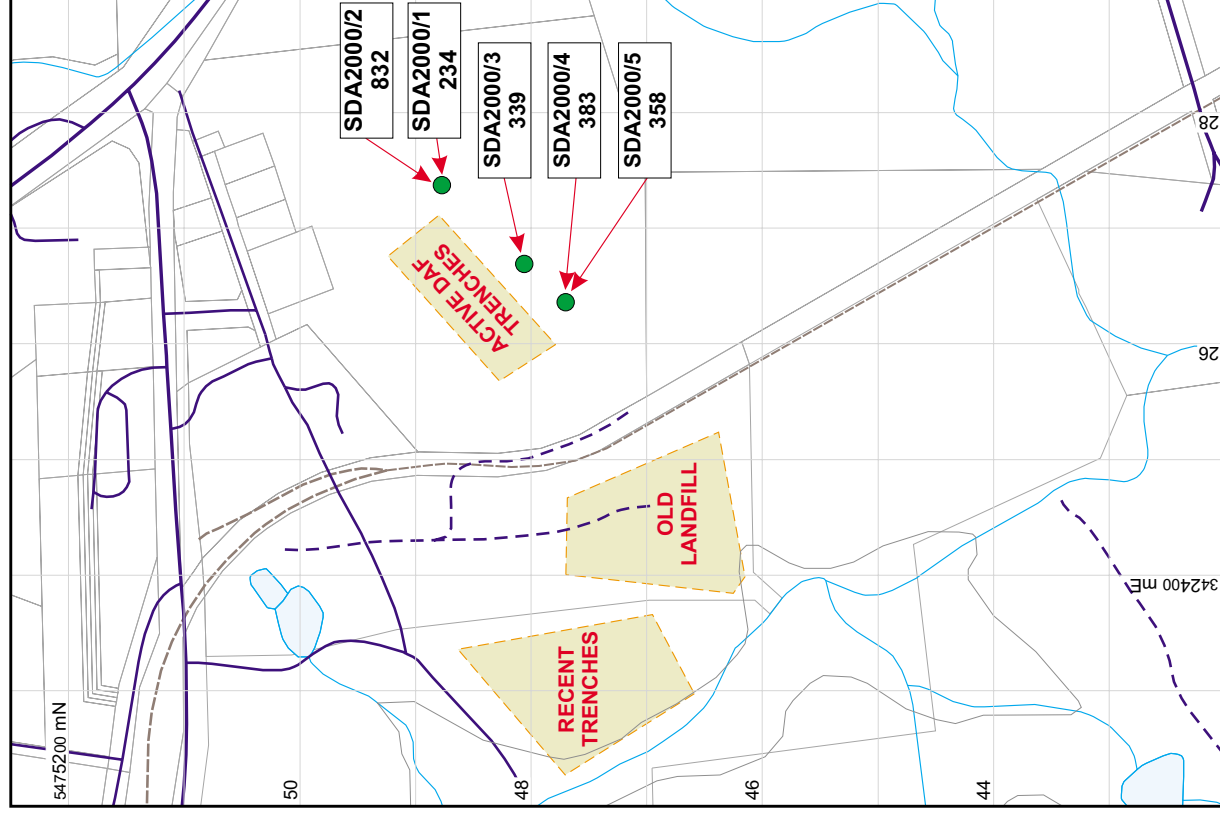 SDA2000/2
832
SDA2000/1
234
SDA2000/3
339
SDA2000/4
383
SDA2000/5
358
ACTIVE DAF
TRENCHES
OLD
LANDFILL
RECENT
TRENCHES
5475200 mN
50
48
46
44
28
26
342400 mE